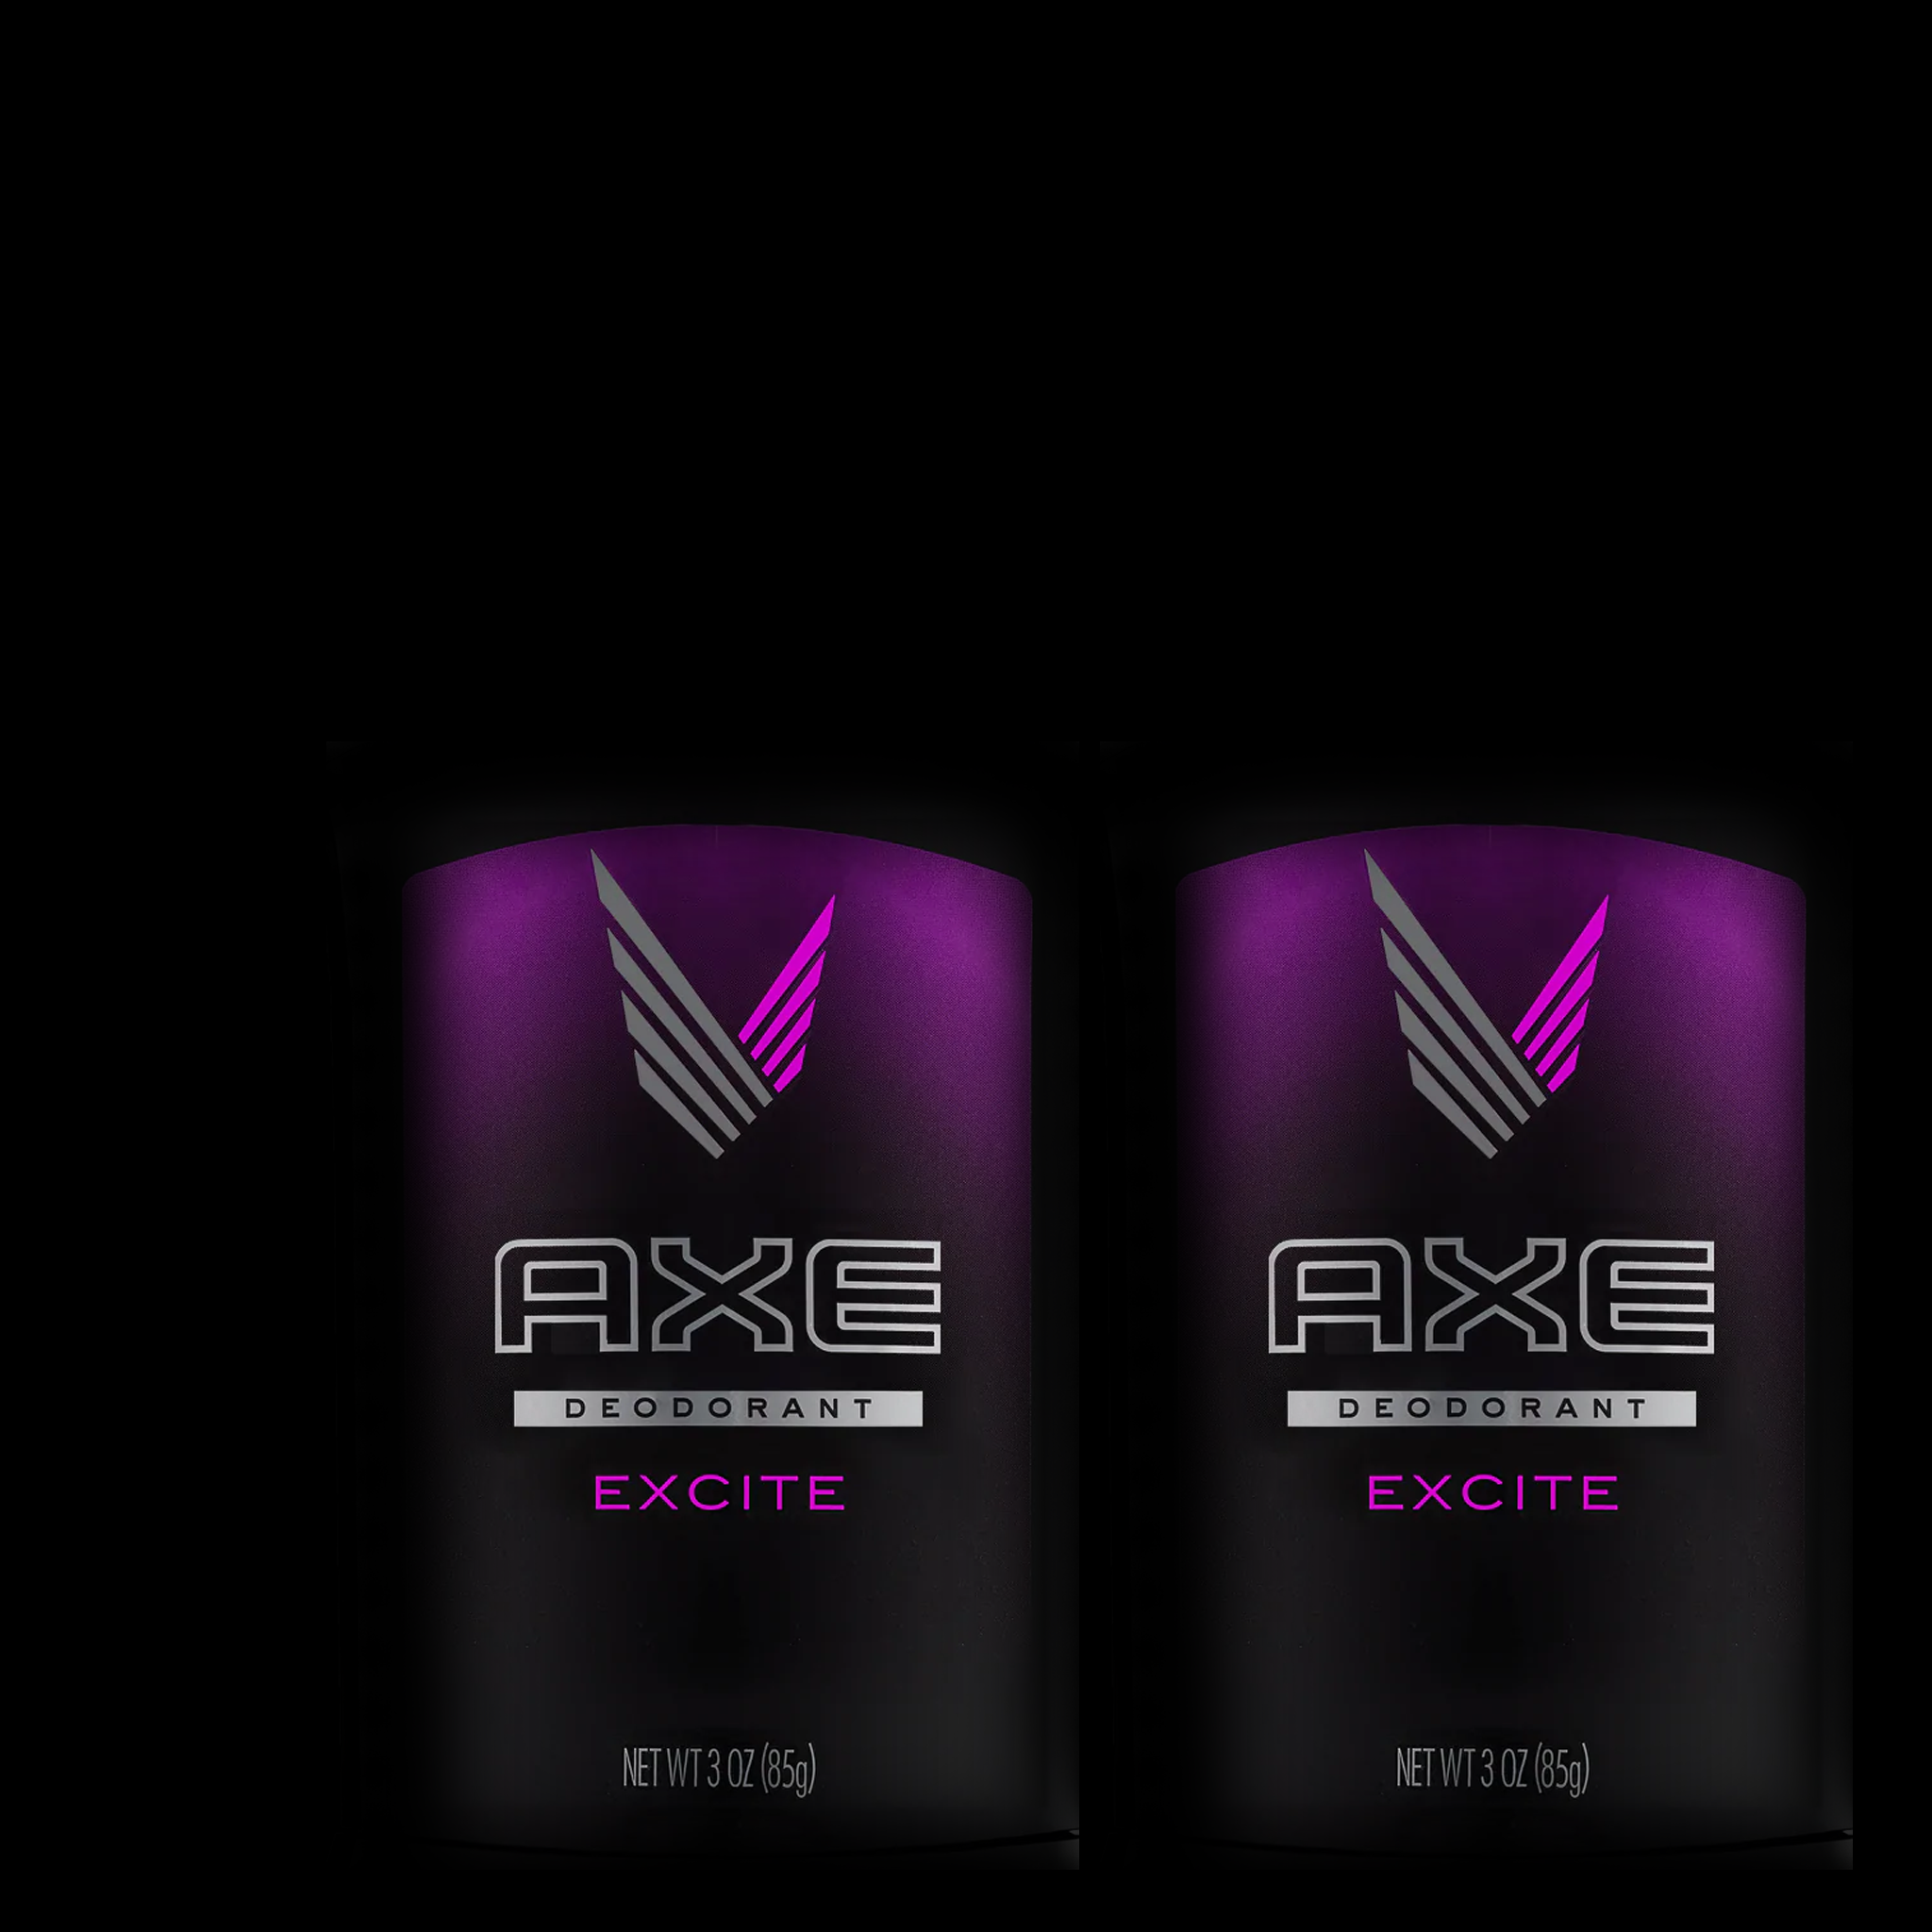 AXE
DEODORANT
EXCITE
NET WT 3 OZ (85g)
AXE
DEODORANT
EXCITE
NET WT 3 OZ (85g)